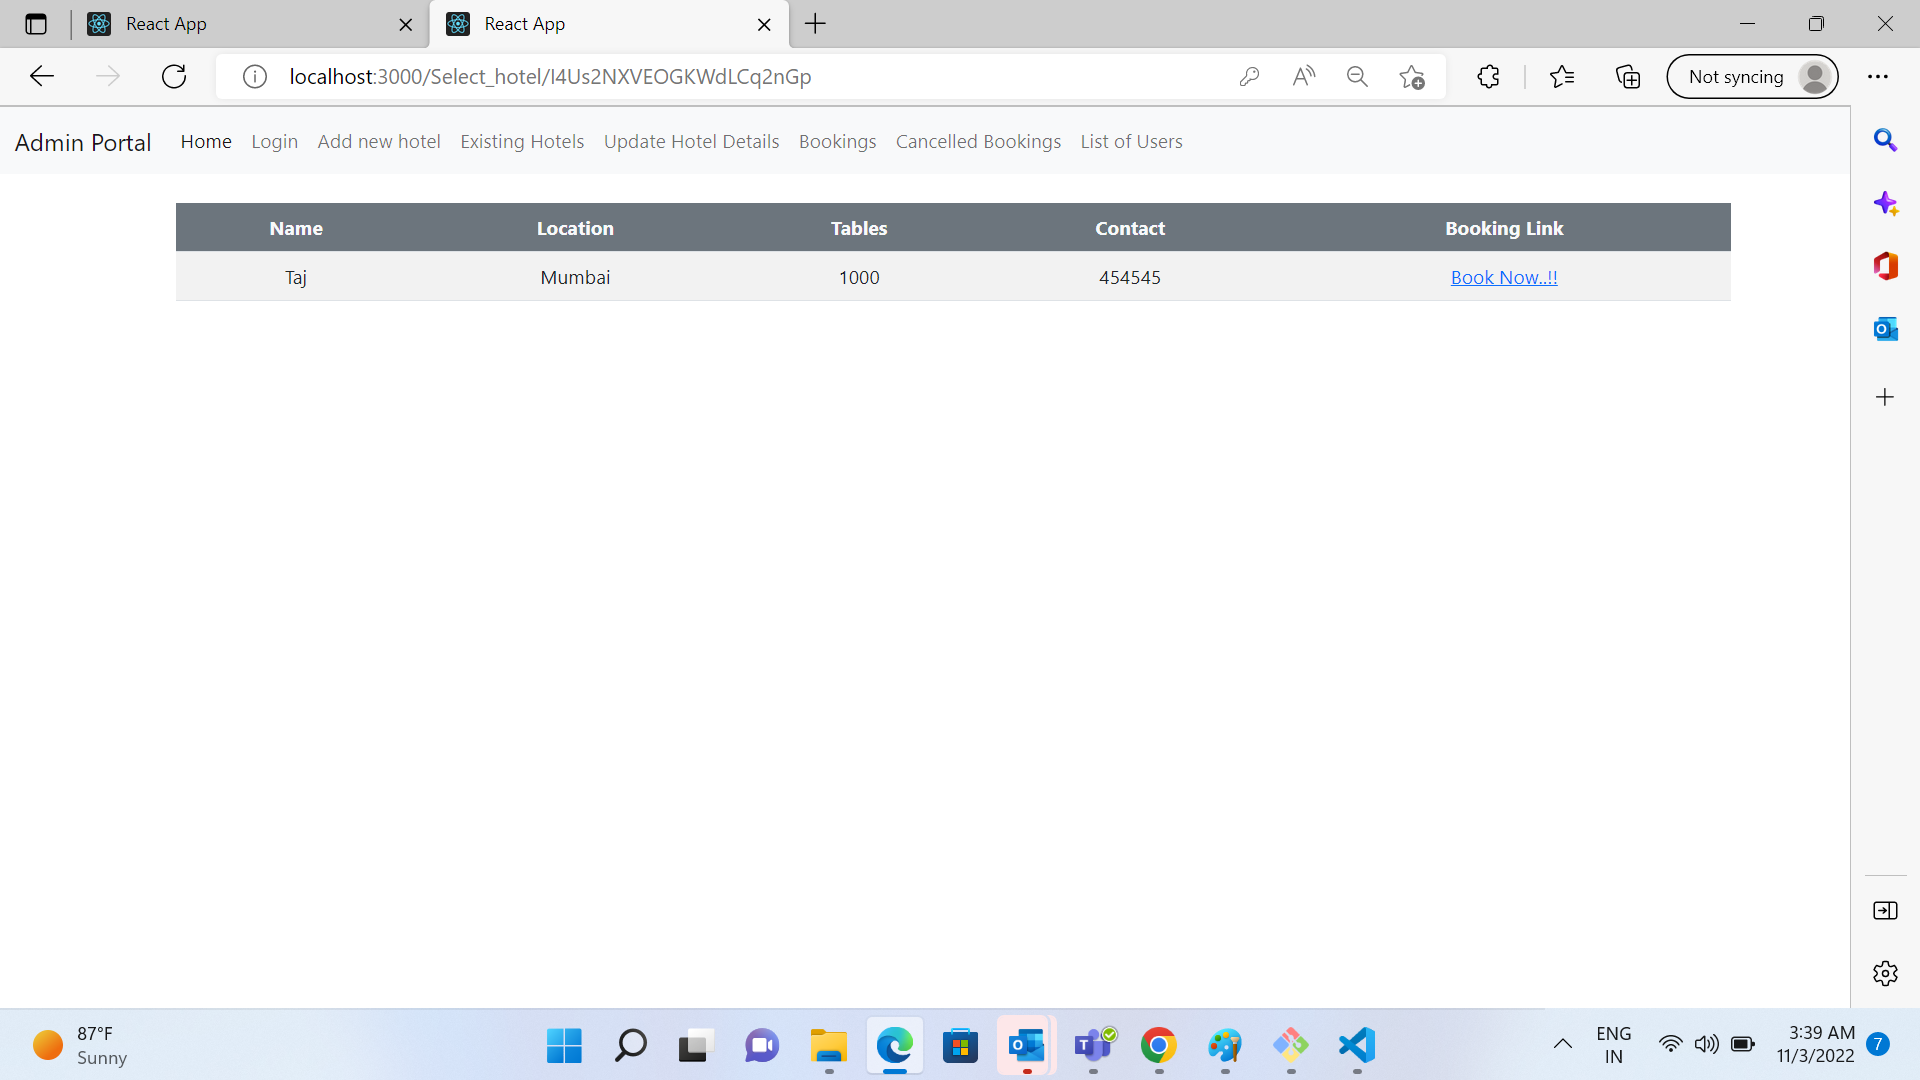 React App
React App
localhost:3000/Select_hotel/I4Us2NXVEOGKWdLCq2nGp
Not syncing
Admin Portal Home Login Add new hotel Existing Hotels Update Hotel Details Bookings Cancelled Bookings List of Users
Name Location Tables Contact Booking Link
Taj Mumbai 1000 454545 Book Now..!!
87°F
Sunny
ENG
IN
3:39 AM
11/3/2022
7